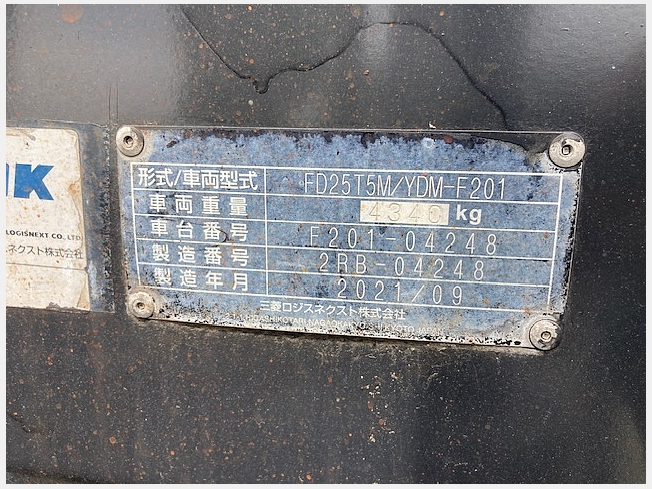 形式/車両型式 FD25T5M/YDM-F201
車両重量 4340 kg
車台番号 F201-04248
製造番号 2RB-04248
製造年月 2021/09
三菱ロジスネクスト株式会社
LOGISNEXT CO., LTD.
ネクスト株式会社